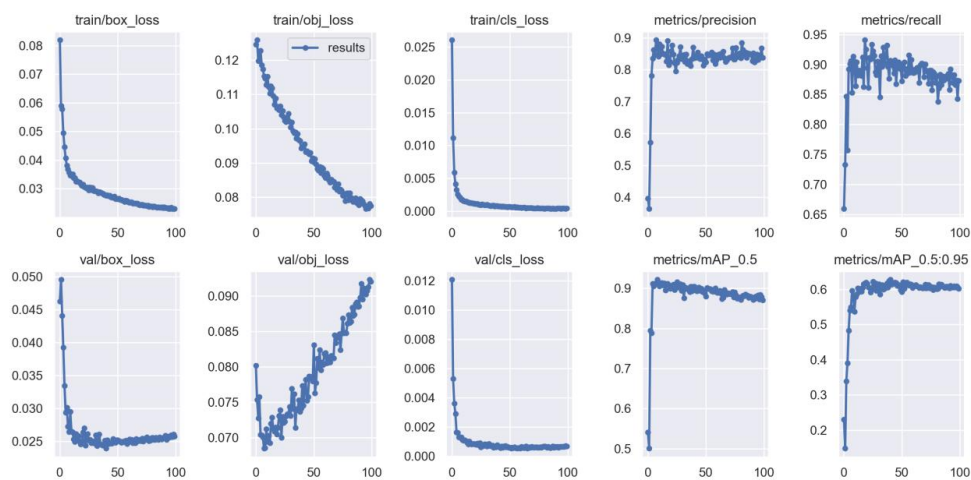 train/box_loss
train/obj_loss
train/cls_loss
metrics/precision
metrics/recall
results
0.08
0.07
0.06
0.05
0.04
0.03
0 50 100
0.12
0.11
0.10
0.09
0.08
0 50 100
0.025
0.020
0.015
0.010
0.005
0.000
0 50 100
0.9
0.8
0.7
0.6
0.5
0.4
0 50 100
0.95
0.90
0.85
0.80
0.75
0.70
0.65
0 50 100
val/box_loss
val/obj_loss
val/cls_loss
metrics/mAP_0.5
metrics/mAP_0.5:0.95
0.050
0.045
0.040
0.035
0.030
0.025
0 50 100
0.090
0.085
0.080
0.075
0.070
0 50 100
0.012
0.010
0.008
0.006
0.004
0.002
0.000
0 50 100
0.9
0.8
0.7
0.6
0.5
0 50 100
0.6
0.5
0.4
0.3
0.2
0 50 100